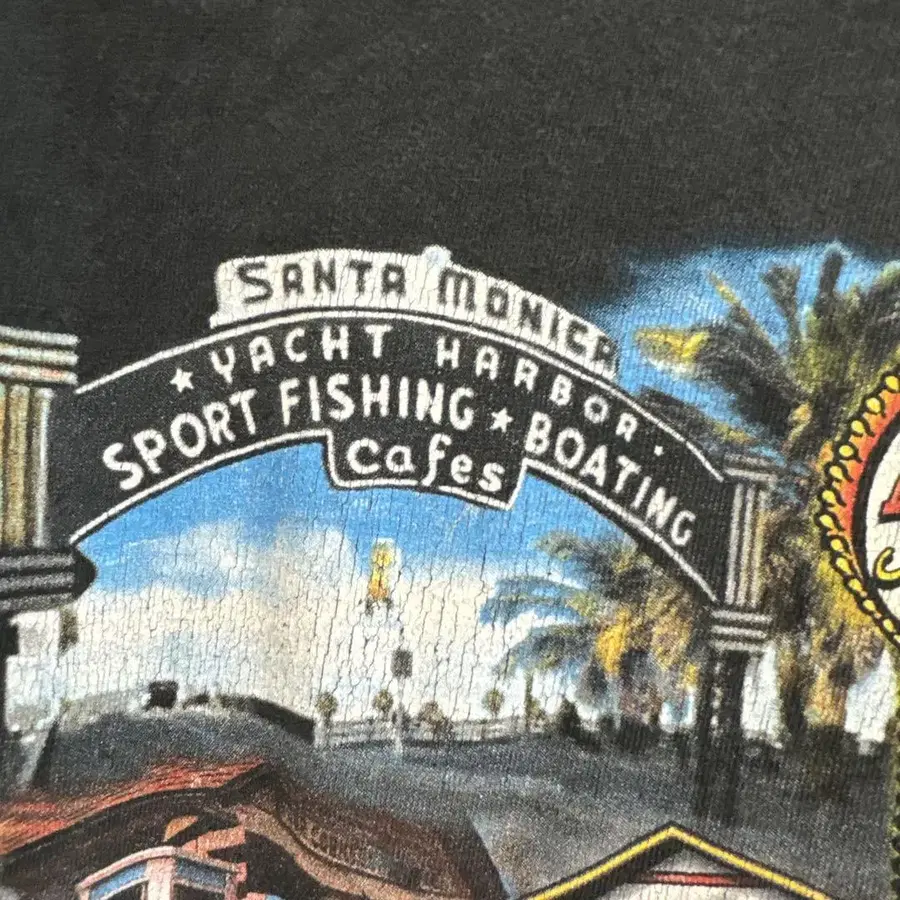 SANTA MONICA
★ YACHT HARBOR ·
SPORT FISHING ★ BOATING
Cafes